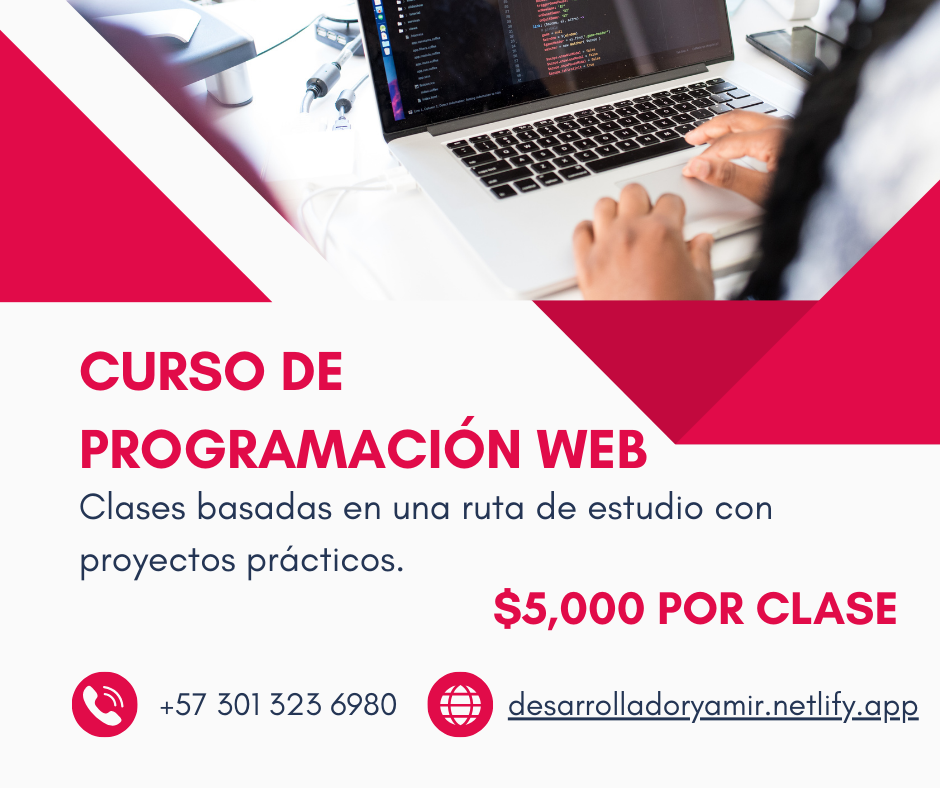 CURSO DE
PROGRAMACIÓN WEB
Clases basadas en una ruta de estudio con
proyectos prácticos.
$5,000 POR CLASE
+57 301 323 6980
desarrolladoryamir.netlify.app